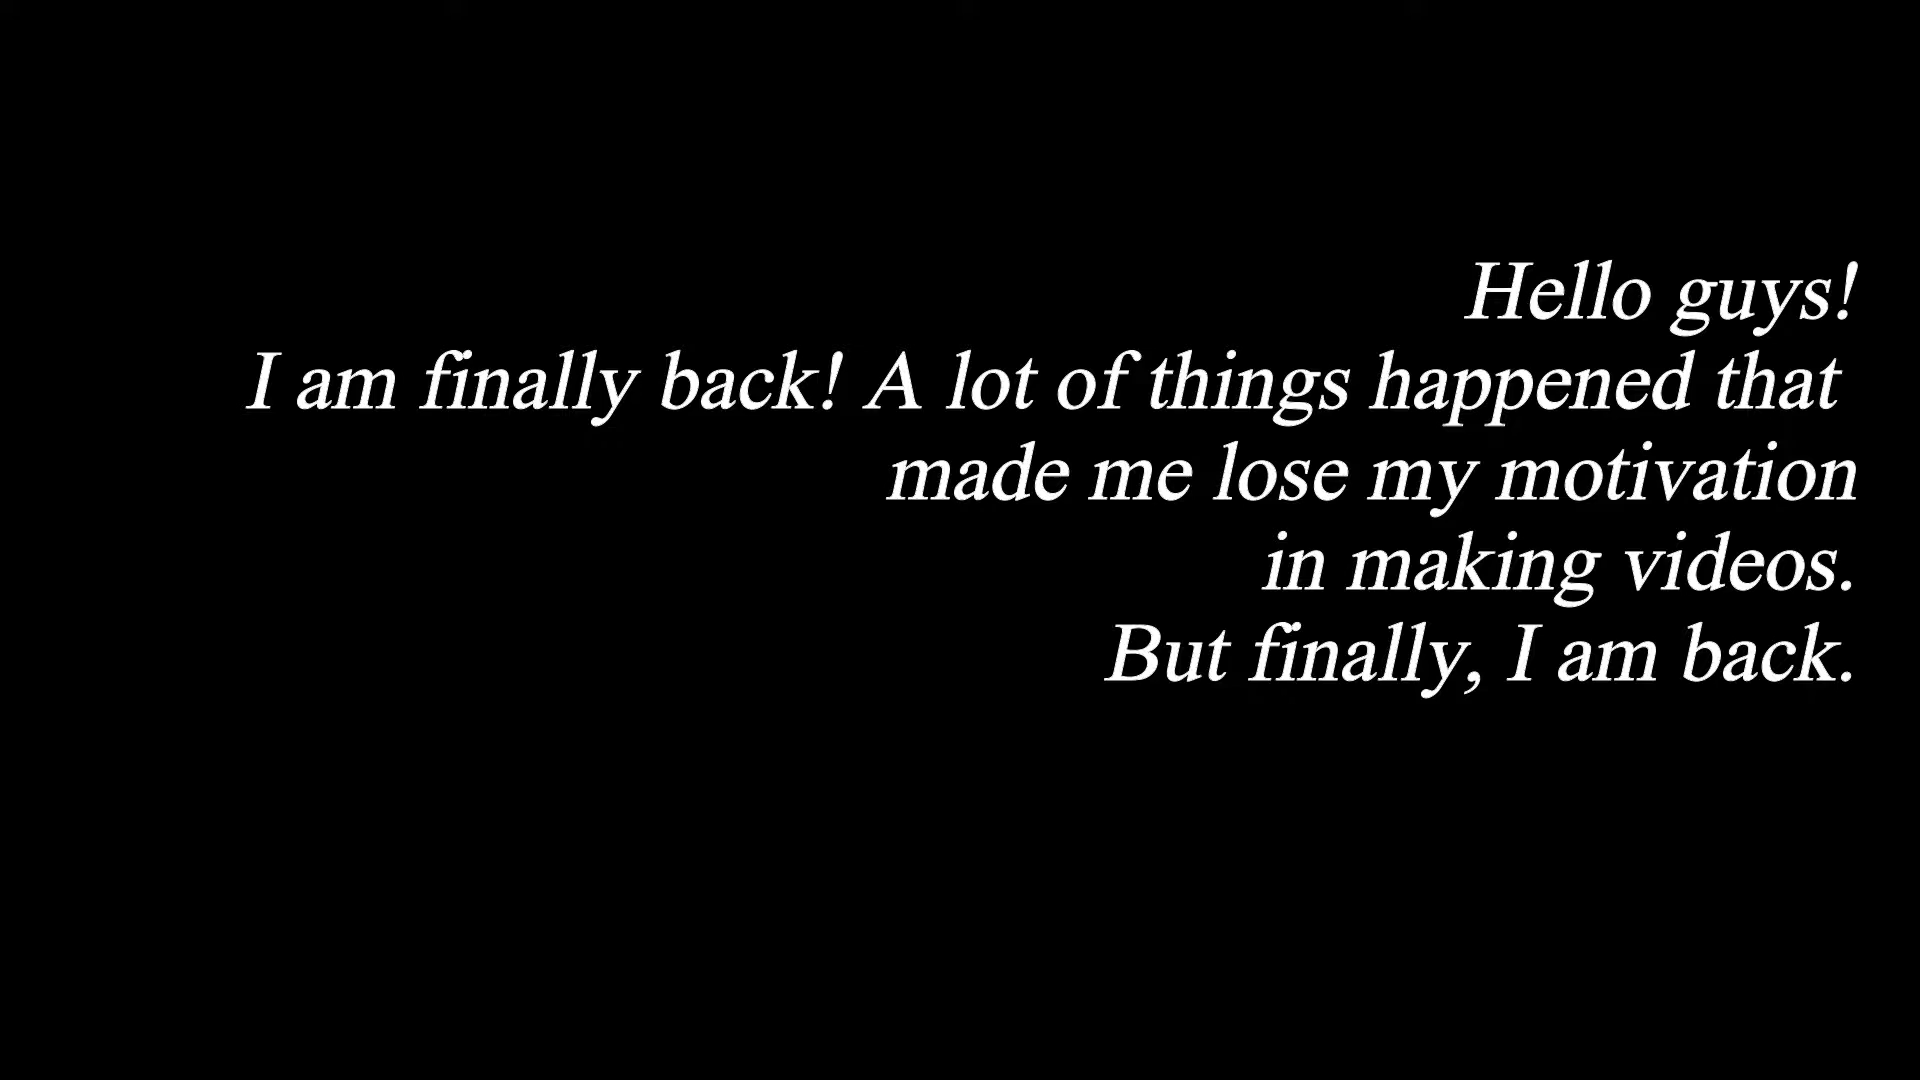 Hello guys!
I am finally back! A lot of things happened that
made me lose my motivation
in making videos.
But finally, I am back.